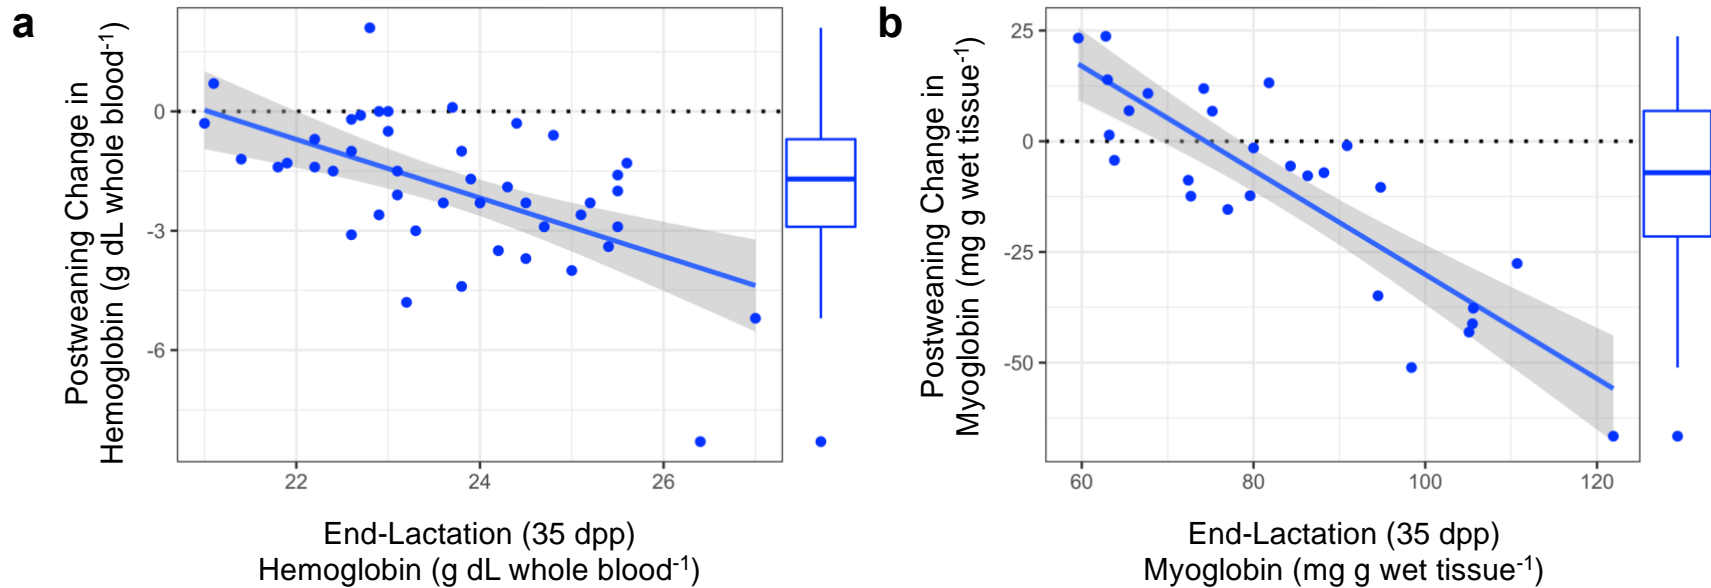 a
Postweaning Change in
Hemoglobin (g dL whole blood⁻¹)
0
-3
-6
22 24 26
End-Lactation (35 dpp)
Hemoglobin (g dL whole blood⁻¹)
b
Postweaning Change in
Myoglobin (mg g wet tissue⁻¹)
25
0
-25
-50
60 80 100 120
End-Lactation (35 dpp)
Myoglobin (mg g wet tissue⁻¹)